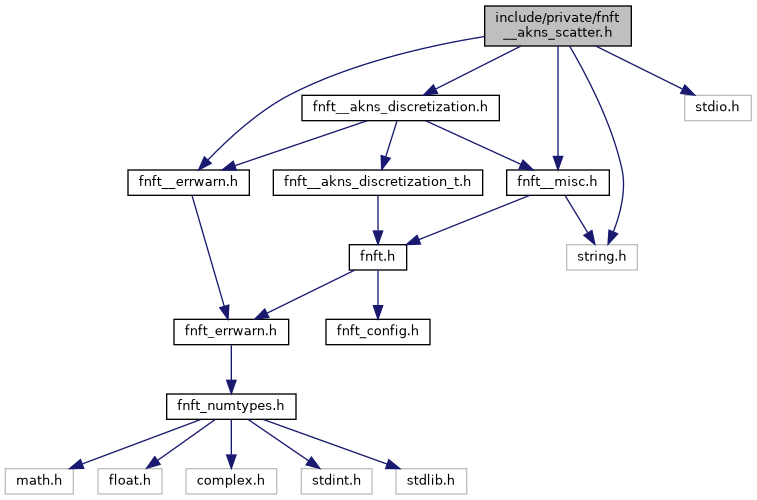 include/private/fnft
__akns_scatter.h
fnft__akns_discretization.h
stdio.h
fnft__errwarn.h
fnft__akns_discretization_t.h
fnft__misc.h
fnft.h
string.h
fnft_errwarn.h
fnft_config.h
fnft_numtypes.h
math.h
float.h
complex.h
stdint.h
stdlib.h